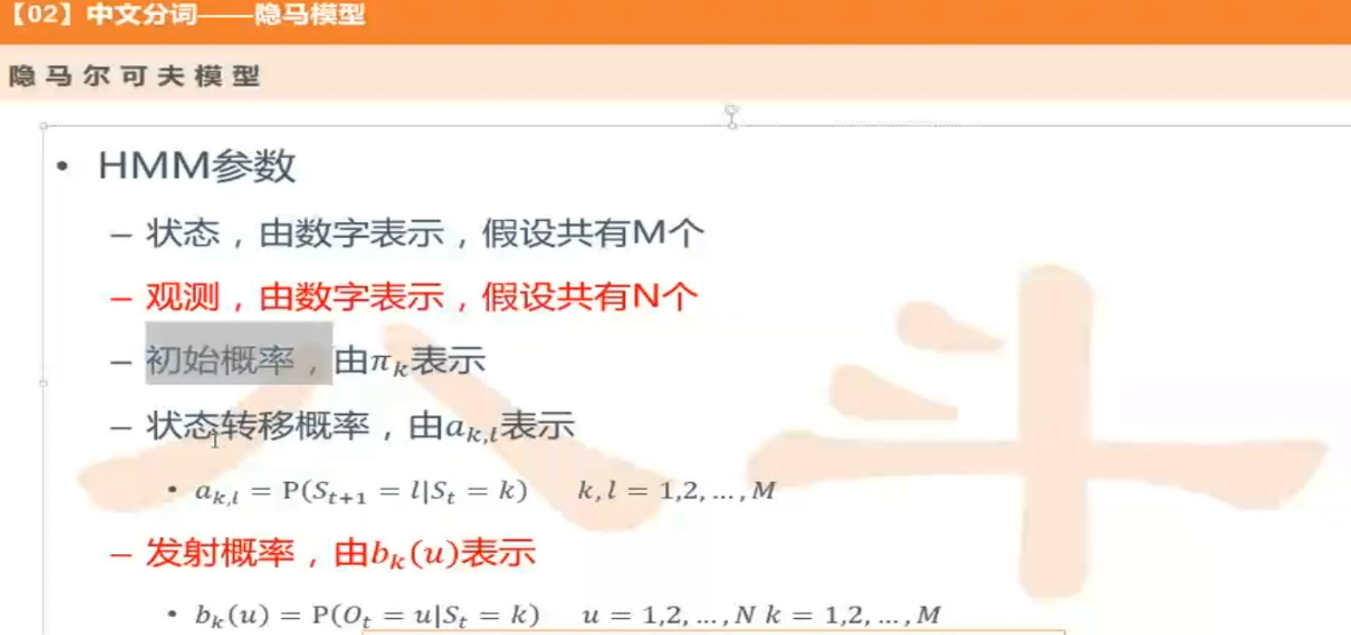 【02】中文分词——隐马模型
隐马尔可夫模型
• HMM参数
– 状态，由数字表示，假设共有M个
– 观测，由数字表示，假设共有N个
– 初始概率，由πₖ表示
– 状态转移概率，由aₖ,ₗ表示
• aₖ,ₗ = P(Sₜ₊₁ = l|Sₜ = k) k, l = 1,2, … , M
– 发射概率，由bₖ(u)表示
• bₖ(u) = P(Oₜ = u|Sₜ = k) u = 1,2, … , N k = 1,2, … , M
八斗